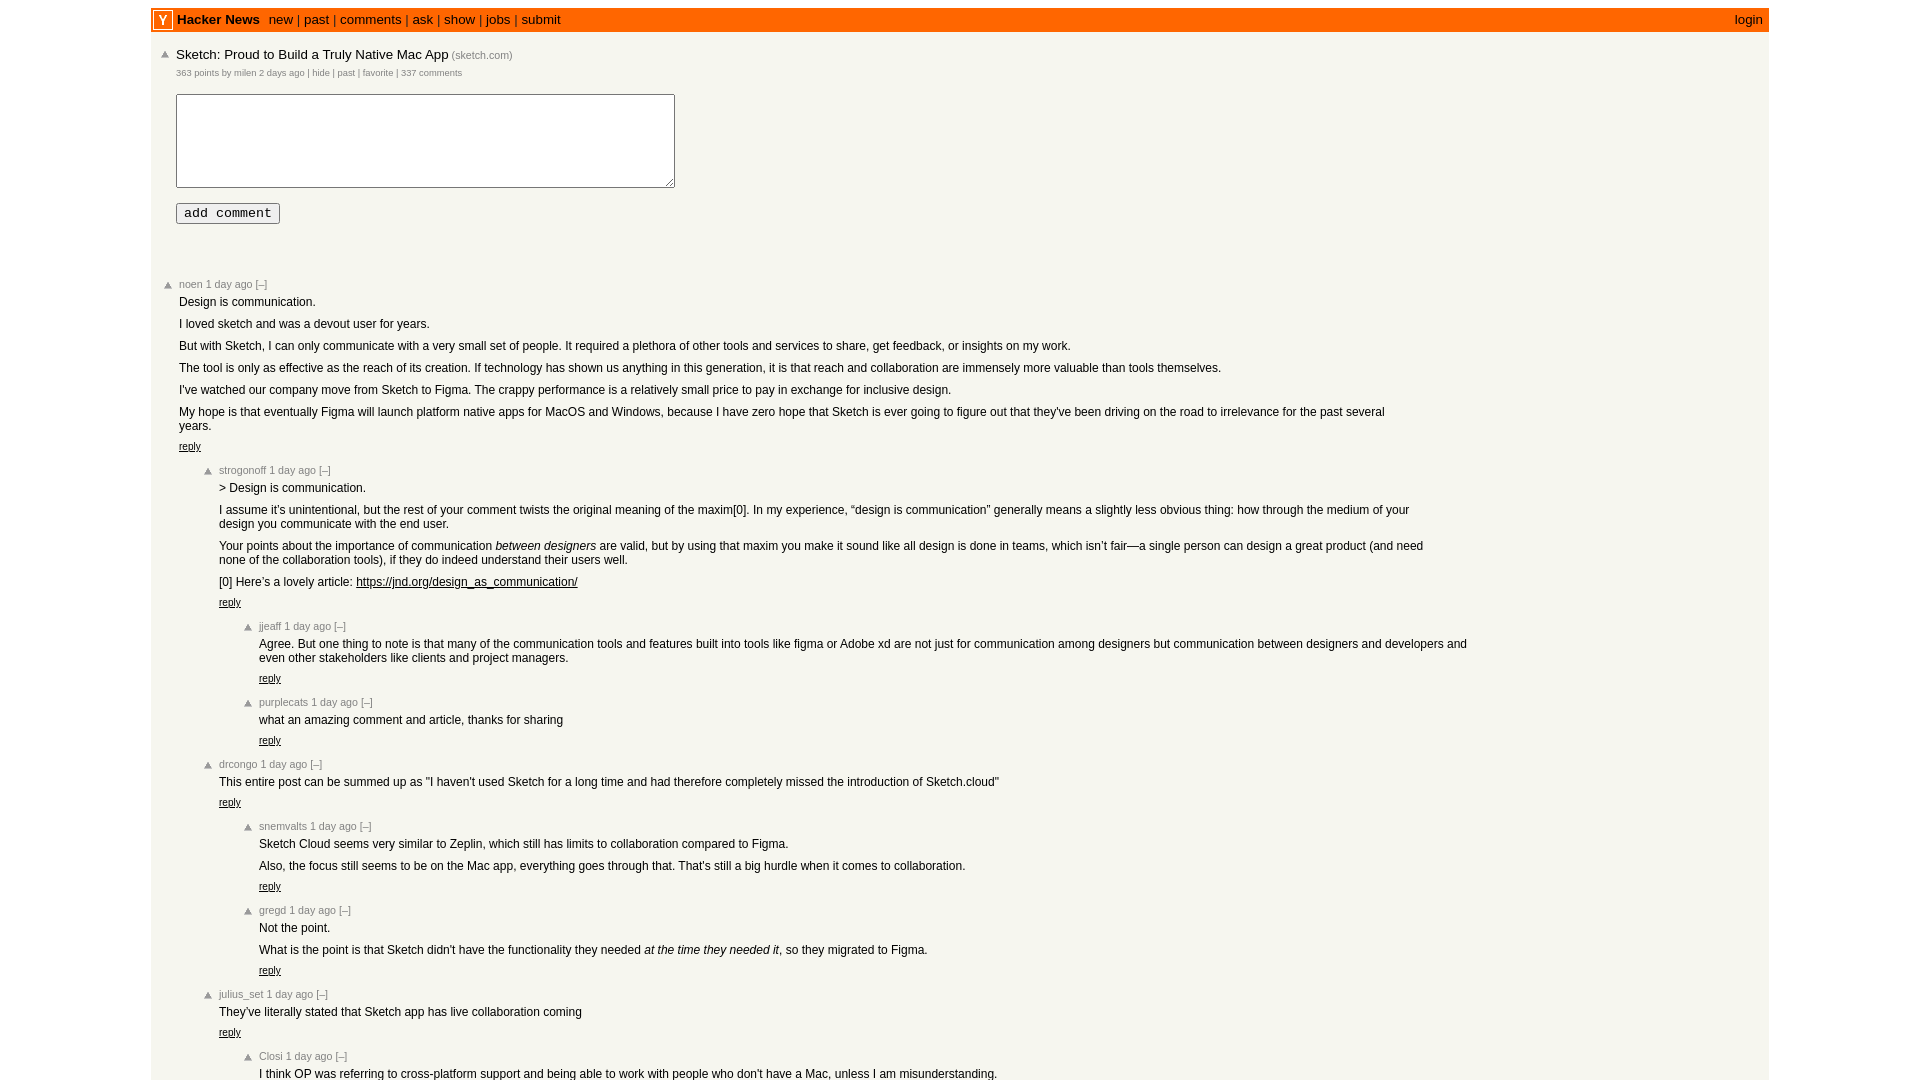 Y Hacker News new | past | comments | ask | show | jobs | submit login
Sketch: Proud to Build a Truly Native Mac App (sketch.com)
363 points by milen 2 days ago | hide | past | favorite | 337 comments
add comment
noen 1 day ago [–]
Design is communication.
I loved sketch and was a devout user for years.
But with Sketch, I can only communicate with a very small set of people. It required a plethora of other tools and services to share, get feedback, or insights on my work.
The tool is only as effective as the reach of its creation. If technology has shown us anything in this generation, it is that reach and collaboration are immensely more valuable than tools themselves.
I've watched our company move from Sketch to Figma. The crappy performance is a relatively small price to pay in exchange for inclusive design.
My hope is that eventually Figma will launch platform native apps for MacOS and Windows, because I have zero hope that Sketch is ever going to figure out that they've been driving on the road to irrelevance for the past several
years.
reply
strogonoff 1 day ago [–]
> Design is communication.
I assume it’s unintentional, but the rest of your comment twists the original meaning of the maxim[0]. In my experience, “design is communication” generally means a slightly less obvious thing: how through the medium of your
design you communicate with the end user.
Your points about the importance of communication between designers are valid, but by using that maxim you make it sound like all design is done in teams, which isn’t fair—a single person can design a great product (and need
none of the collaboration tools), if they do indeed understand their users well.
[0] Here’s a lovely article: https://jnd.org/design_as_communication/
reply
jjeaff 1 day ago [–]
Agree. But one thing to note is that many of the communication tools and features built into tools like figma or Adobe xd are not just for communication among designers but communication between designers and developers and
even other stakeholders like clients and project managers.
reply
purplecats 1 day ago [–]
what an amazing comment and article, thanks for sharing
reply
drcongo 1 day ago [–]
This entire post can be summed up as "I haven't used Sketch for a long time and had therefore completely missed the introduction of Sketch.cloud"
reply
snemvalts 1 day ago [–]
Sketch Cloud seems very similar to Zeplin, which still has limits to collaboration compared to Figma.
Also, the focus still seems to be on the Mac app, everything goes through that. That's still a big hurdle when it comes to collaboration.
reply
gregd 1 day ago [–]
Not the point.
What is the point is that Sketch didn't have the functionality they needed at the time they needed it, so they migrated to Figma.
reply
julius_set 1 day ago [–]
They’ve literally stated that Sketch app has live collaboration coming
reply
Closi 1 day ago [–]
I think OP was referring to cross-platform support and being able to work with people who don't have a Mac, unless I am misunderstanding.